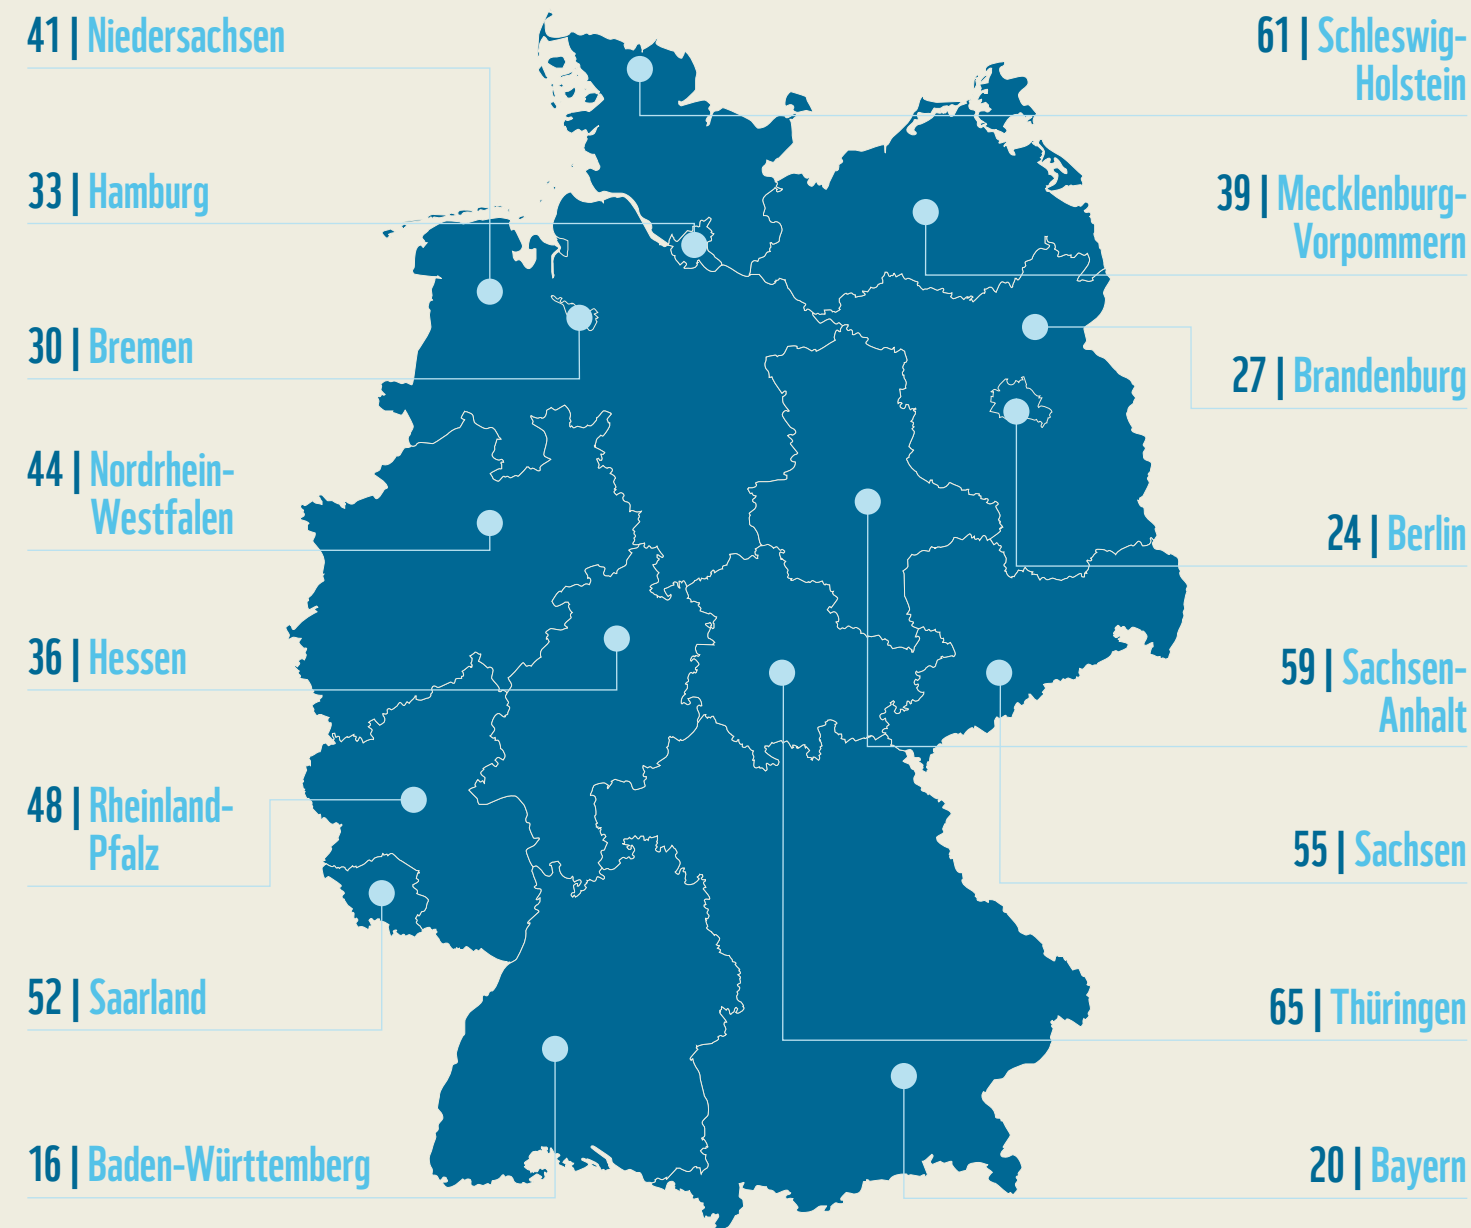 41 | Niedersachsen
33 | Hamburg
30 | Bremen
44 | Nordrhein-
Westfalen
36 | Hessen
48 | Rheinland-
Pfalz
52 | Saarland
16 | Baden-Württemberg
61 | Schleswig-
Holstein
39 | Mecklenburg-
Vorpommern
27 | Brandenburg
24 | Berlin
59 | Sachsen-
Anhalt
55 | Sachsen
65 | Thüringen
20 | Bayern